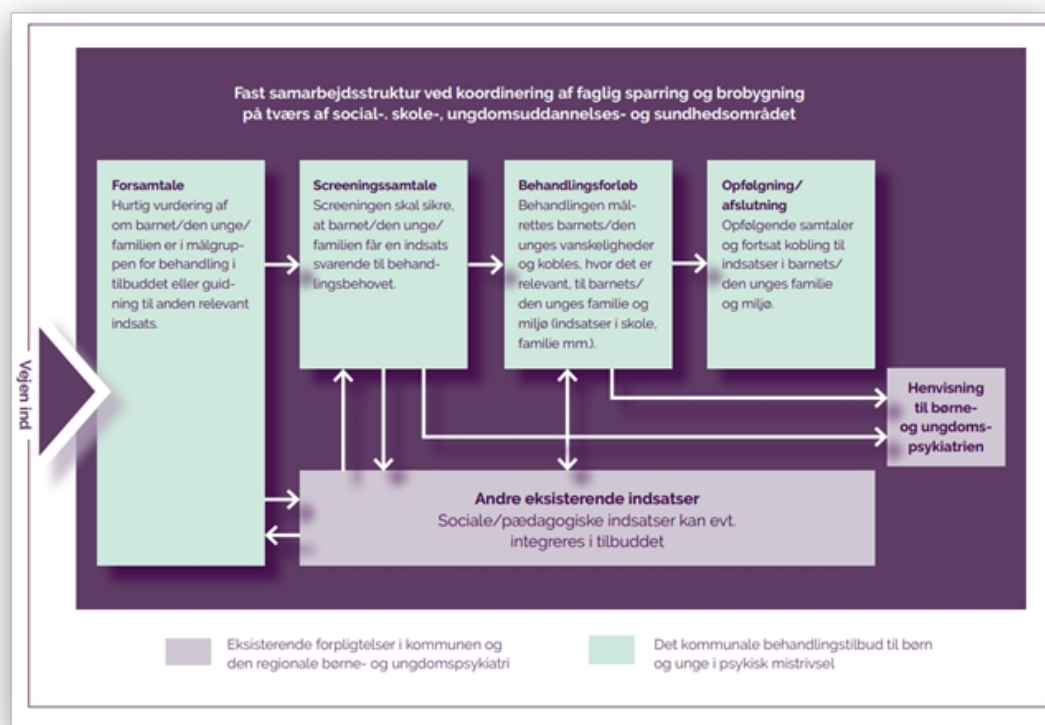 Fast samarbejdsstruktur ved koordinering af faglig sparring og brobygning
på tværs af social-. skole-, ungdomsuddannelses- og sundhedsområdet
Vejen ind
Forsamtale
Hurtig vurdering af
om barnet/den unge/
familien er i målgrup-
pen for behandling i
tilbuddet eller guid-
ning til anden relevant
indsats.
Screeningssamtale
Screeningen skal sikre,
at barnet/den unge/
familien får en indsats
svarende til behand-
lingsbehovet.
Behandlingsforløb
Behandlingen mål-
rettes barnets/den
unges vanskeligheder
og kobles, hvor det er
relevant, til barnets/
den unges familie og
miljø (indsatser i skole,
familie mm.).
Opfølgning/
afslutning
Opfølgende samtaler
og fortsat kobling til
indsatser i barnets/
den unges familie
og miljø.
Henvisning
til børne-
og ungdoms-
psykiatrien
Andre eksisterende indsatser
Sociale/pædagogiske indsatser kan evt.
integreres i tilbuddet
Eksisterende forpligtelser i kommunen og
den regionale børne- og ungdomspsykiatri
Det kommunale behandlingstilbud til børn
og unge i psykisk mistrivsel